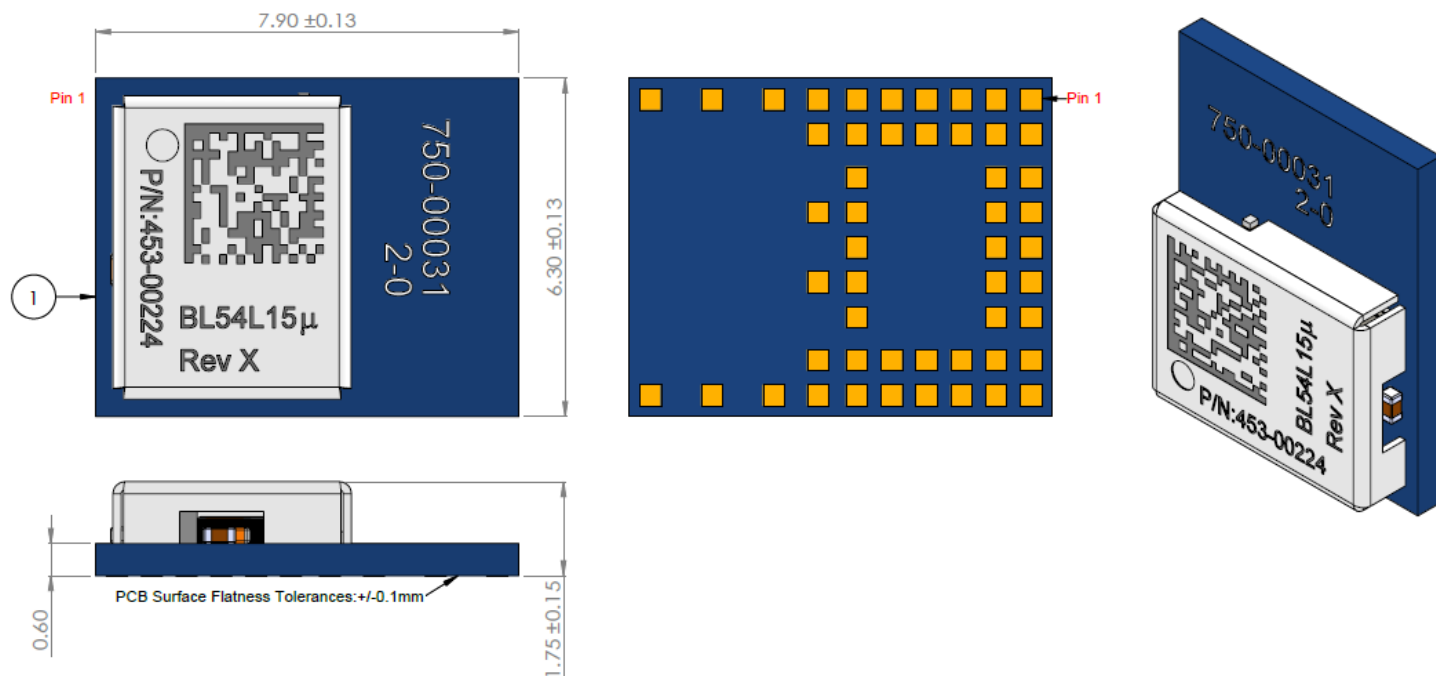 7.90 ±0.13
Pin 1
P/N:453-00224
BL54L15µ
Rev X
750-00031
2-0
6.30 ±0.13
1
Pin 1
750-00031
2-0
BL54L15µ
Rev X
P/N:453-00224
0.60
PCB Surface Flatness Tolerances:+/-0.1mm
1.75 ±0.15